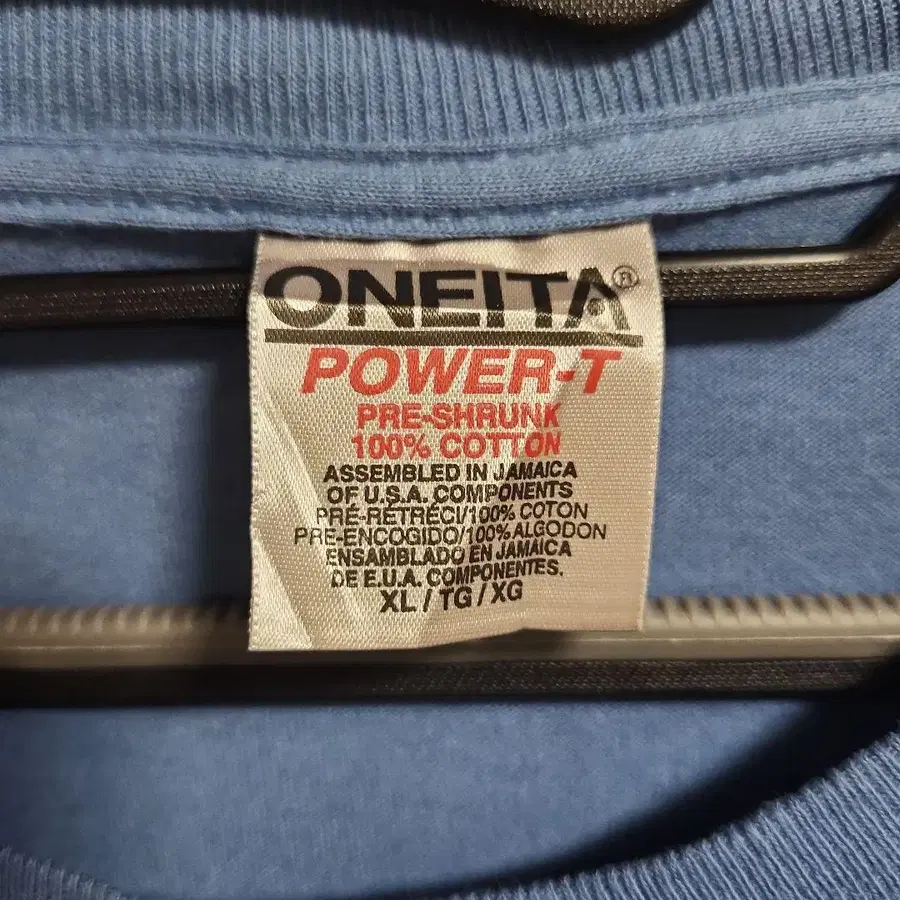 ONEITA®
POWER-T
PRE-SHRUNK
100% COTTON
ASSEMBLED IN JAMAICA
OF U.S.A. COMPONENTS
PRÉ-RÉTRÉCI/100% COTON
PRE-ENCOGIDO/100% ALGODON
ENSAMBLADO EN JAMÁICA
DE E.U.A. COMPONENTES.
XL / TG / XG